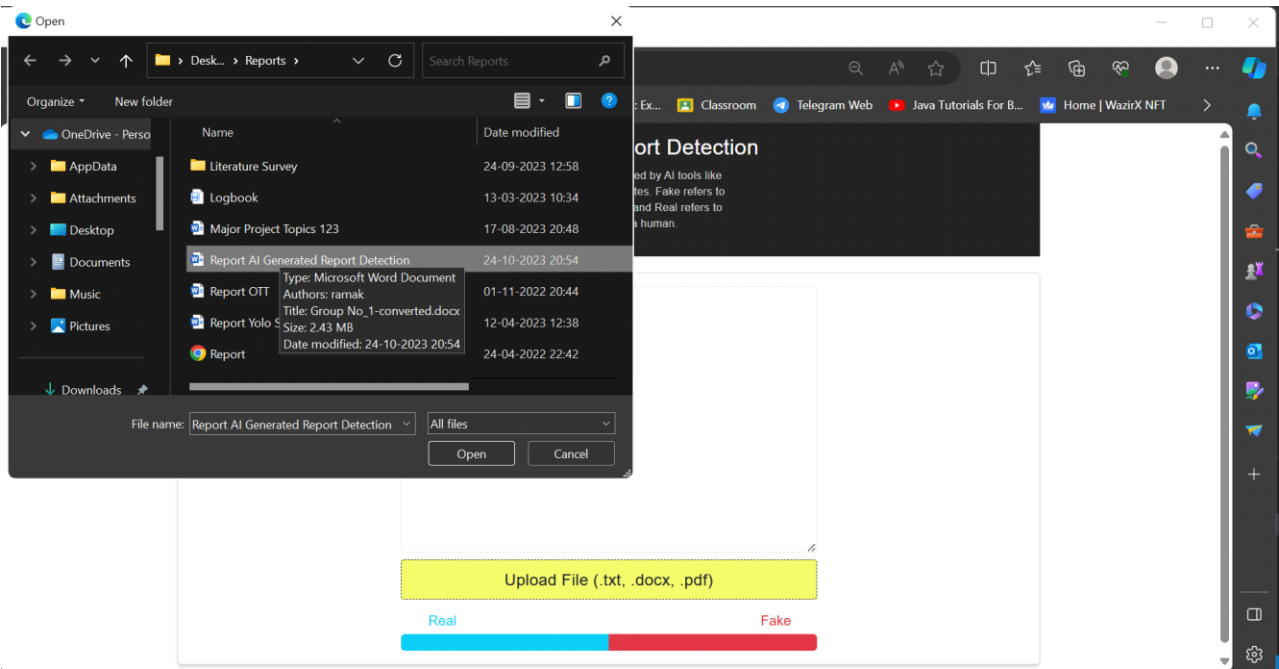 Open
Desk... > Reports >
Search Reports
Organize
New folder
Name
Date modified
OneDrive - Perso
AppData
Attachments
Desktop
Documents
Music
Pictures
Downloads
Literature Survey 24-09-2023 12:58
Logbook 13-03-2023 10:34
Major Project Topics 123 17-08-2023 20:48
Report AI Generated Report Detection 24-10-2023 20:54
Report OTT 01-11-2022 20:44
Report Yolo S 12-04-2023 12:38
Report 24-04-2022 22:42
Type: Microsoft Word Document
Authors: ramak
Title: Group No_1-converted.docx
Size: 2.43 MB
Date modified: 24-10-2023 20:54
File name: Report AI Generated Report Detection
All files
Open
Cancel
: Ex...
Classroom
Telegram Web
Java Tutorials For B...
Home | WazirX NFT
ort Detection
ed by AI tools like
tes. Fake refers to
and Real refers to
human.
Upload File (.txt, .docx, .pdf)
Real
Fake